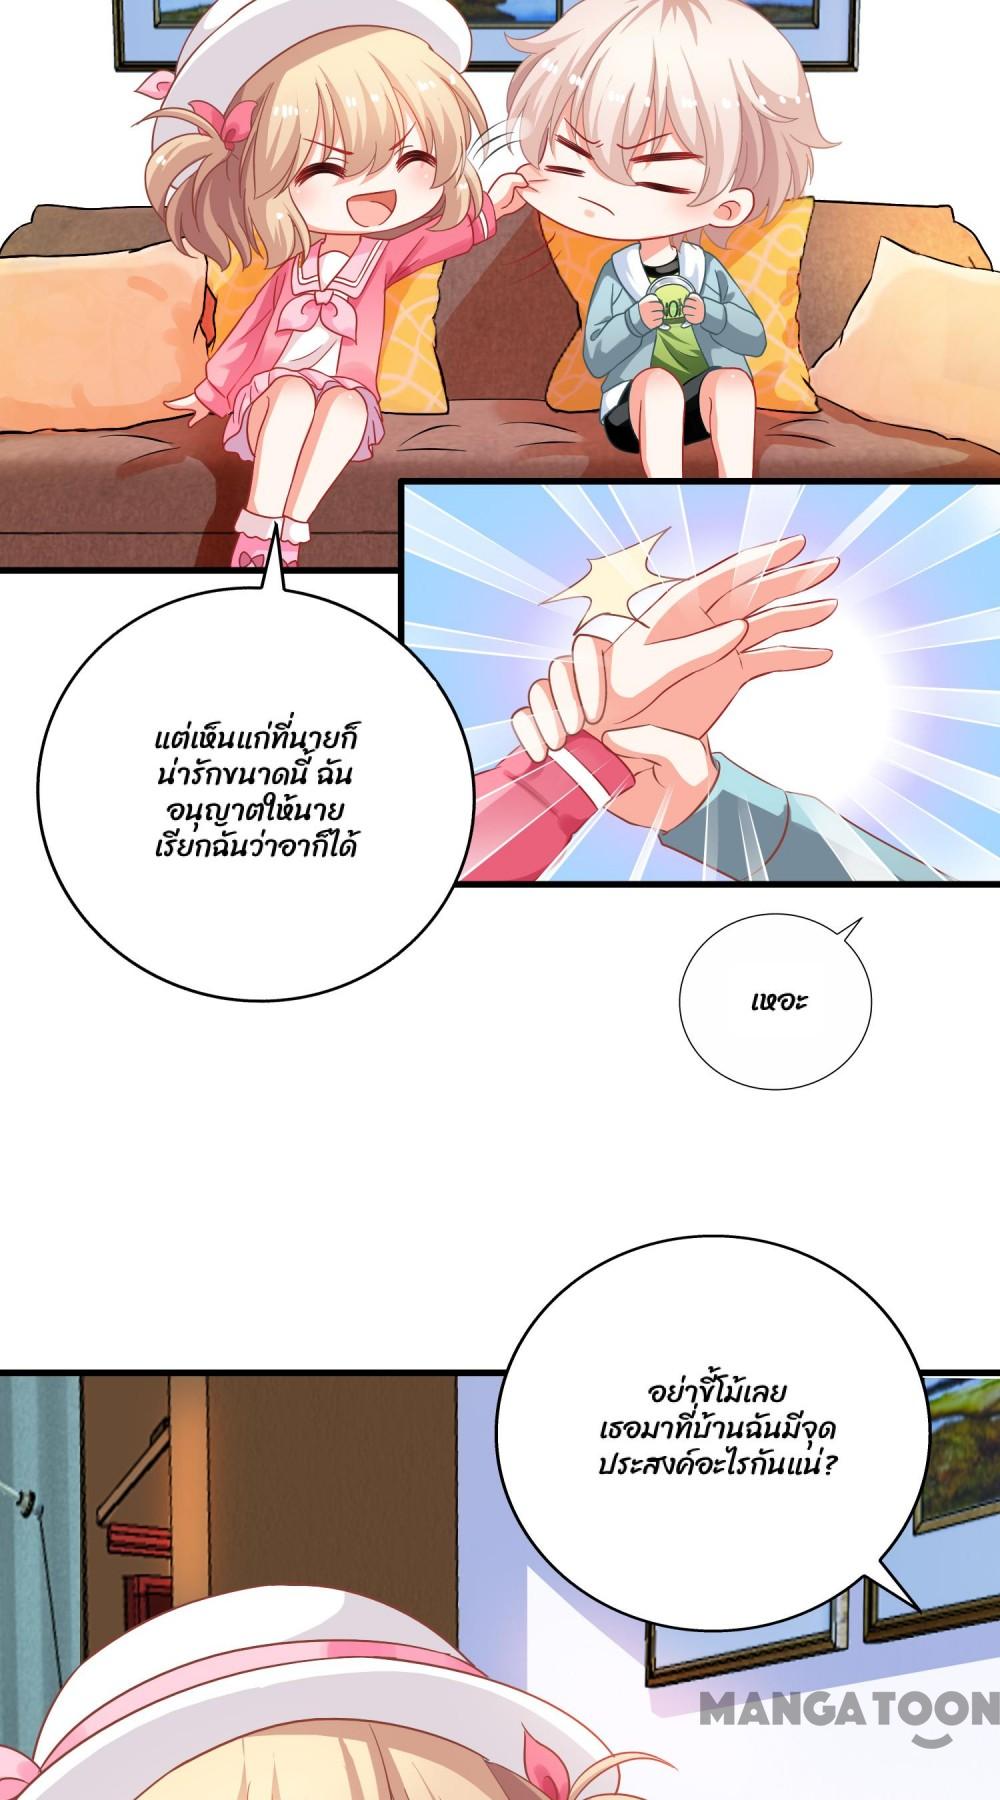 แต่เห็นแก่ที่นายก็
น่ารักขนาดนี้ ฉัน
อนุญาตให้นาย
เรียกฉันว่าอาก็ได้
เหอะ
อย่าขี้โม้เลย
เธอมาที่บ้านฉันมีจุด
ประสงค์อะไรกันแน่?
MANGATOON